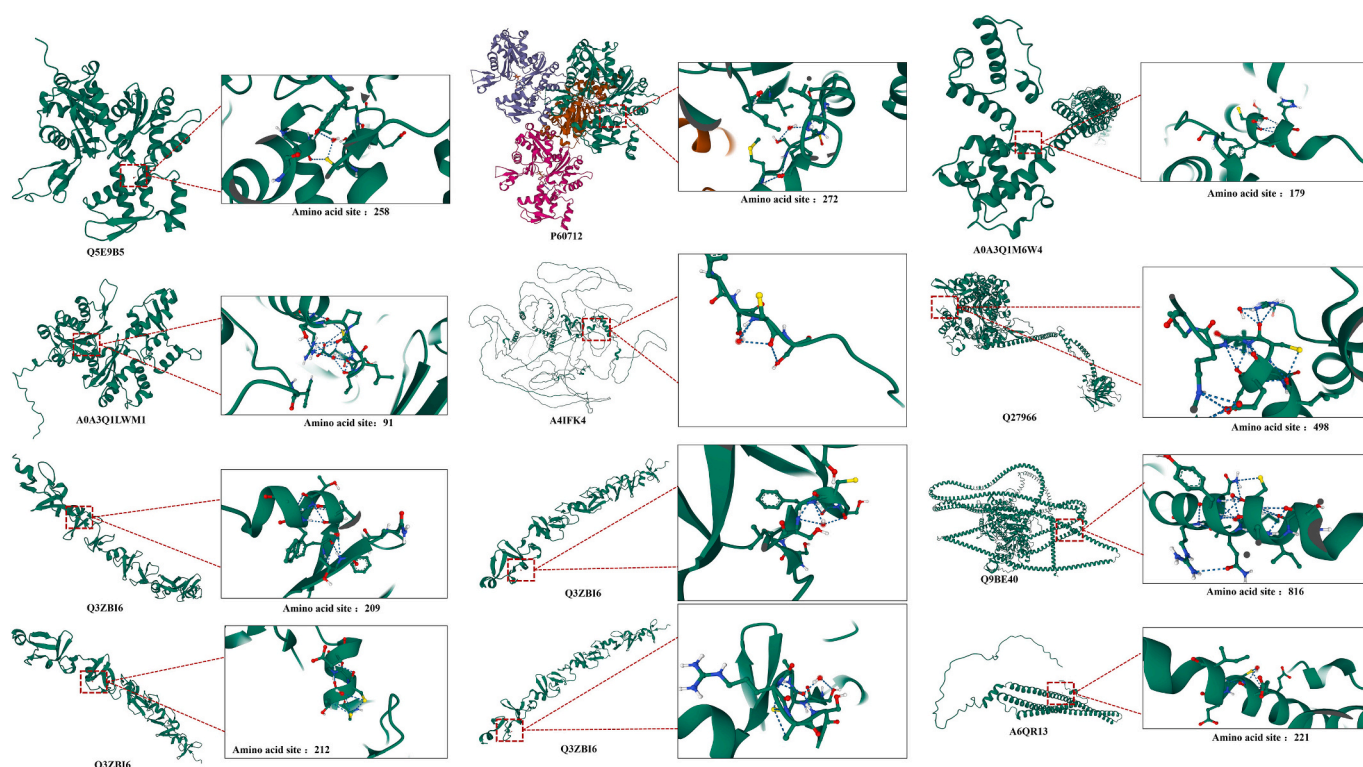 Amino acid site : 258
Q5E9B5
Amino acid site : 272
P60712
Amino acid site : 179
A0A3Q1M6W4
Amino acid site : 91
A0A3Q1LWM1
A4IFK4
Q27966
Amino acid site : 498
Q3ZBI6
Amino acid site : 209
Q3ZBI6
Q9BE40
Amino acid site : 816
Amino acid site : 212
Q3ZBI6
Q3ZBI6
A6QR13
Amino acid site : 221